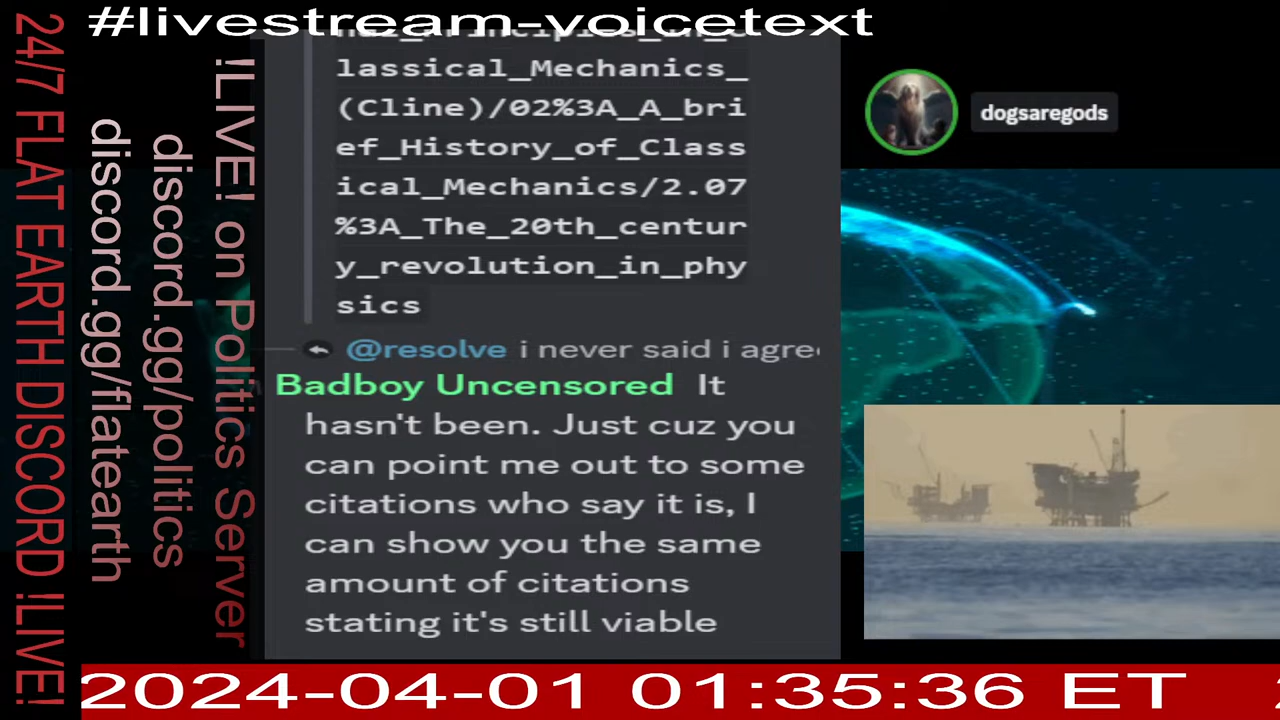 #livestream-voicetext
24/7 FLAT EARTH DISCORD !LIVE!
discord.gg/flatearth
discord.gg/politics
!LIVE! on Politics Server
lassical_Mechanics_
(Cline)/02%3A_A_bri
ef_History_of_Class
ical_Mechanics/2.07
%3A_The_20th_centur
y_revolution_in_phy
sics
@resolve i never said i agre
Badboy Uncensored It
hasn't been. Just cuz you
can point me out to some
citations who say it is, I
can show you the same
amount of citations
stating it's still viable
dogsaregods
2024-04-01 01:35:36 ET